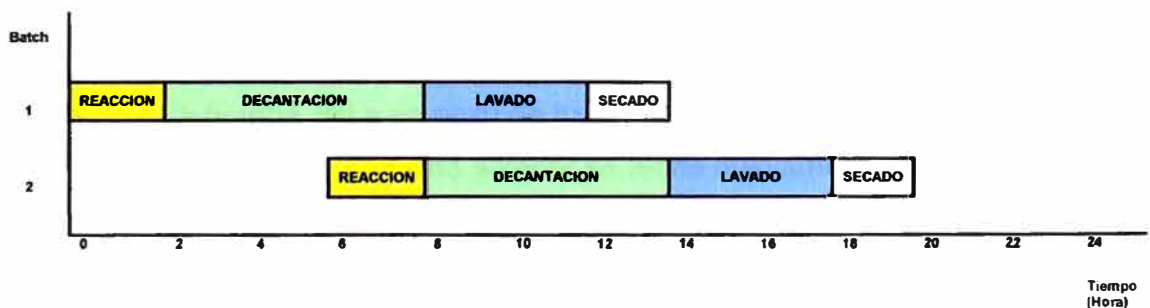 Batch
1 REACCION DECANTACION LAVADO SECADO
2 REACCION DECANTACION LAVADO SECADO
0 2 4 6 8 10 12 14 16 18 20 22 24
Tiempo
(Hora)